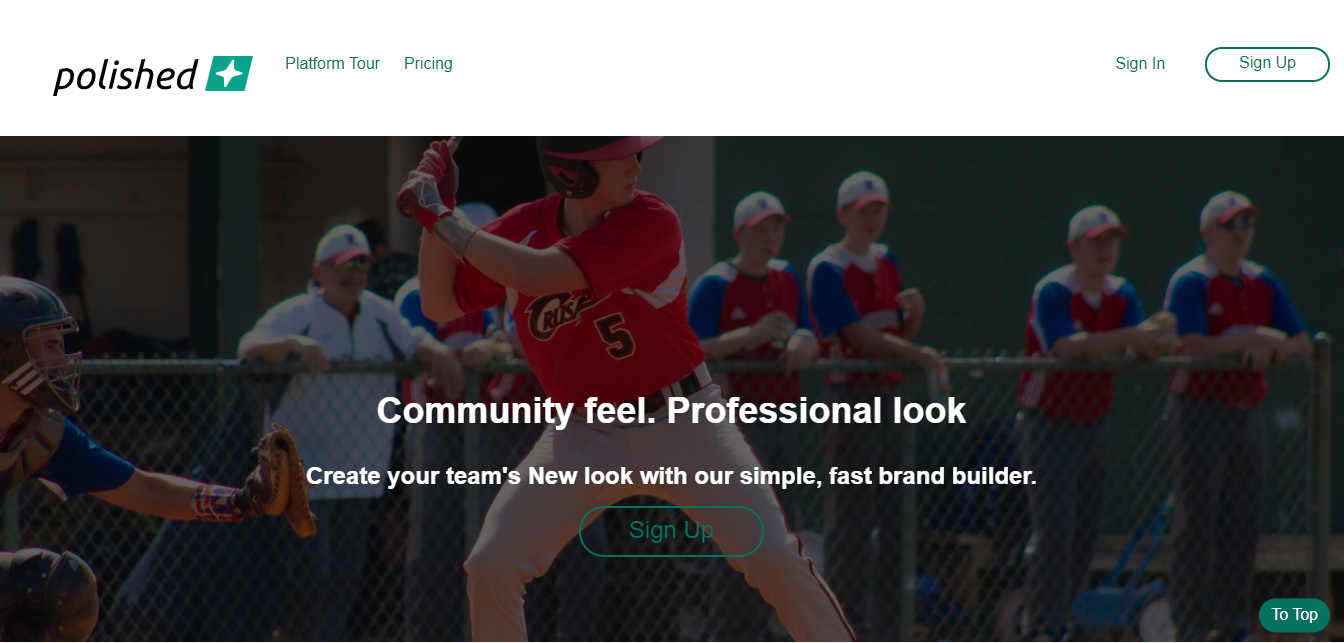 polished
Platform Tour
Pricing
Sign In
Sign Up
5
Community feel. Professional look
Create your team's New look with our simple, fast brand builder.
Sign Up
To Top